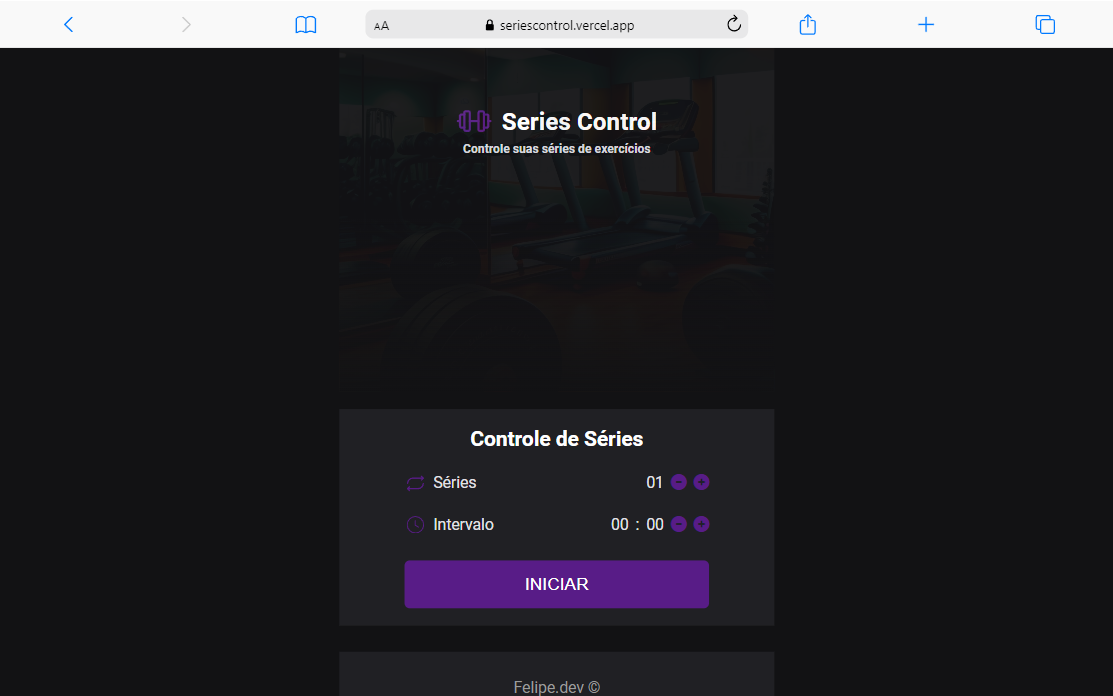 AA seriescontrol.vercel.app
Series Control
Controle suas séries de exercícios
Controle de Séries
Séries 01
Intervalo 00 : 00
INICIAR
Felipe.dev ©